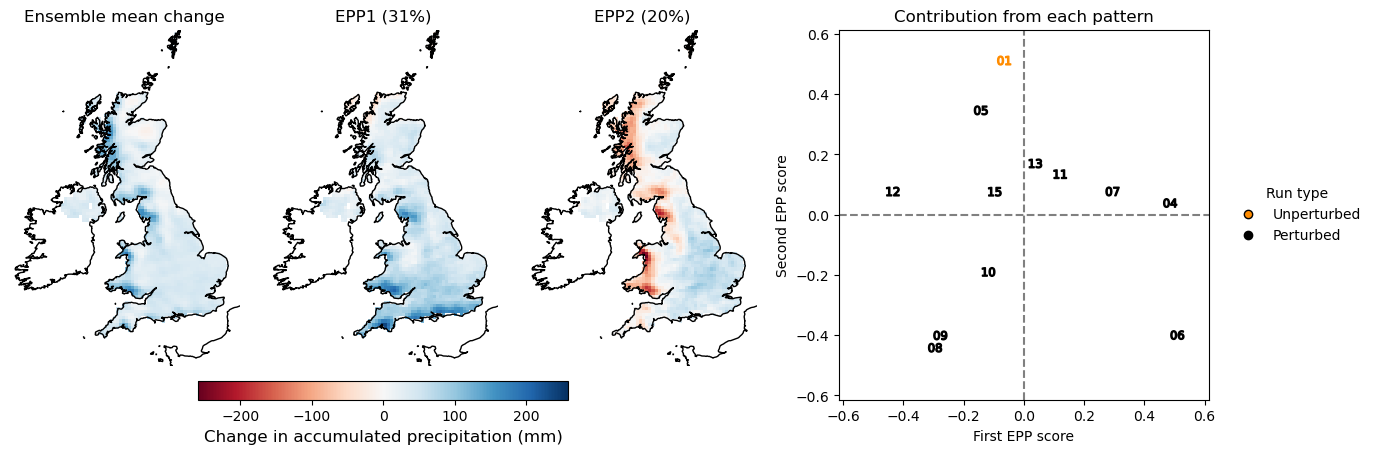 Ensemble mean change
EPP1 (31%)
EPP2 (20%)
−200 −100 0 100 200
Change in accumulated precipitation (mm)
Contribution from each pattern
Second EPP score
0.6
0.4
0.2
0.0
−0.2
−0.4
−0.6
01
05
13
11
12
15
07
04
10
09
06
08
−0.6 −0.4 −0.2 0.0 0.2 0.4 0.6
First EPP score
Run type
Unperturbed
Perturbed